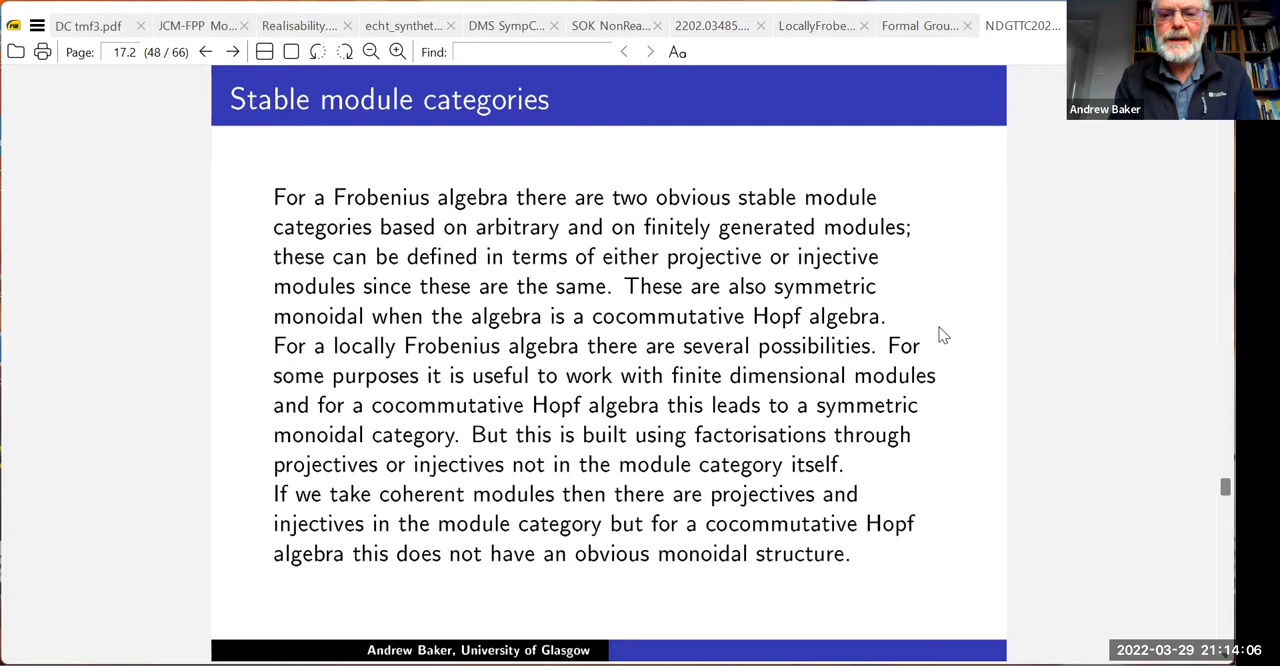 DC tmf3.pdf
JCM-FPP Mo...
Realisability....
echt_synthet...
DMS SympC...
SOK NonRea...
2202.03485....
LocallyFrobe...
Formal Grou...
NDGTTC202...
Page: 17.2 (48 / 66)
Find:
Aa
Andrew Baker
Stable module categories
For a Frobenius algebra there are two obvious stable module
categories based on arbitrary and on finitely generated modules;
these can be defined in terms of either projective or injective
modules since these are the same. These are also symmetric
monoidal when the algebra is a cocommutative Hopf algebra.
For a locally Frobenius algebra there are several possibilities. For
some purposes it is useful to work with finite dimensional modules
and for a cocommutative Hopf algebra this leads to a symmetric
monoidal category. But this is built using factorisations through
projectives or injectives not in the module category itself.
If we take coherent modules then there are projectives and
injectives in the module category but for a cocommutative Hopf
algebra this does not have an obvious monoidal structure.
Andrew Baker, University of Glasgow
2022-03-29 21:14:06